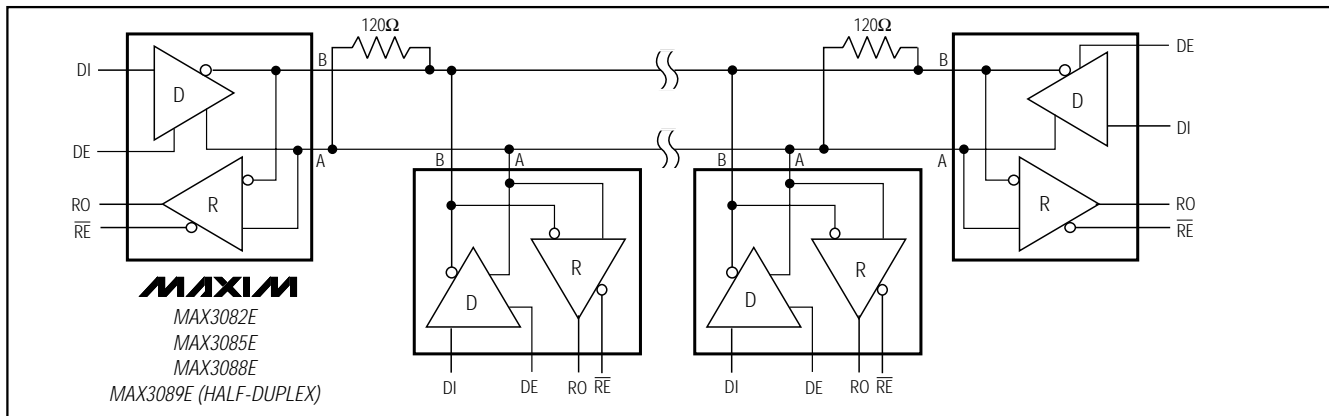 120Ω
120Ω
B
B
DE
DI
D
D
DI
DE
A
B
A
B
A
A
RO
R
R
RO
RE
RE
R
R
D
D
MAXIM
MAX3082E
MAX3085E
MAX3088E
MAX3089E (HALF-DUPLEX)
DI
DE
RO
RE
DI
DE
RO
RE